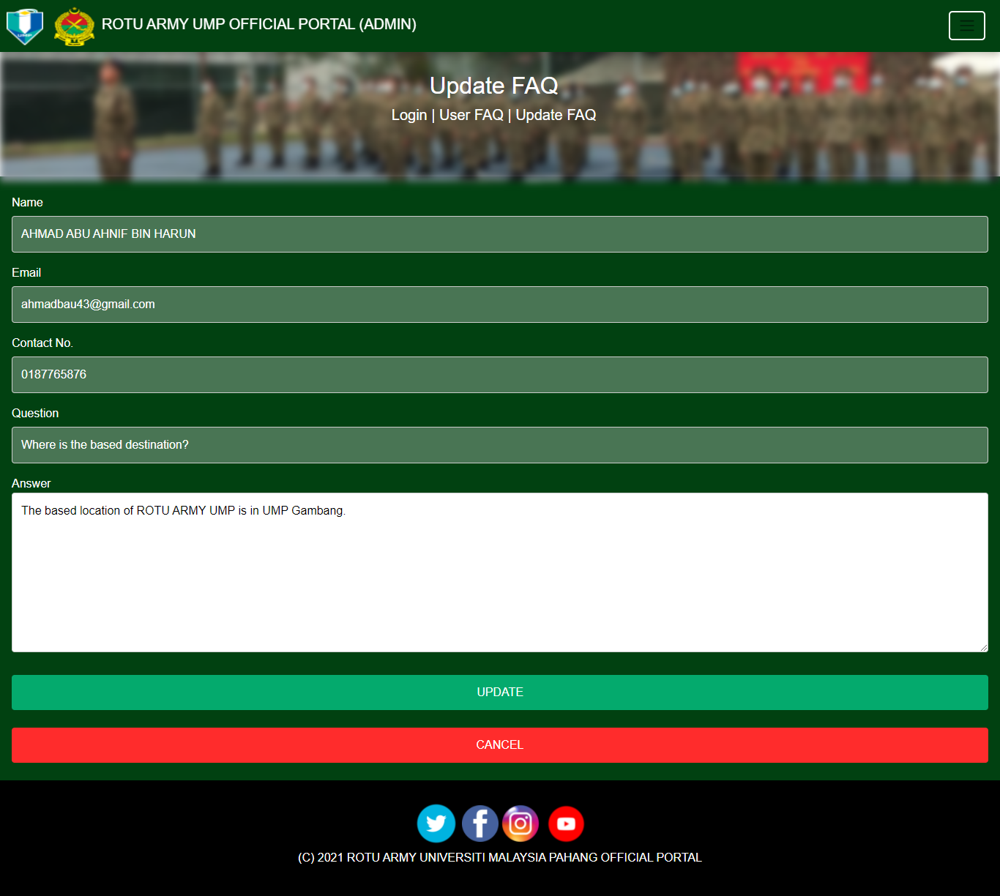 UMP
ROTU ARMY UMP OFFICIAL PORTAL (ADMIN)
Update FAQ
Login | User FAQ | Update FAQ
Name
AHMAD ABU AHNIF BIN HARUN
Email
ahmadbau43@gmail.com
Contact No.
0187765876
Question
Where is the based destination?
Answer
The based location of ROTU ARMY UMP is in UMP Gambang.
UPDATE
CANCEL
(C) 2021 ROTU ARMY UNIVERSITI MALAYSIA PAHANG OFFICIAL PORTAL